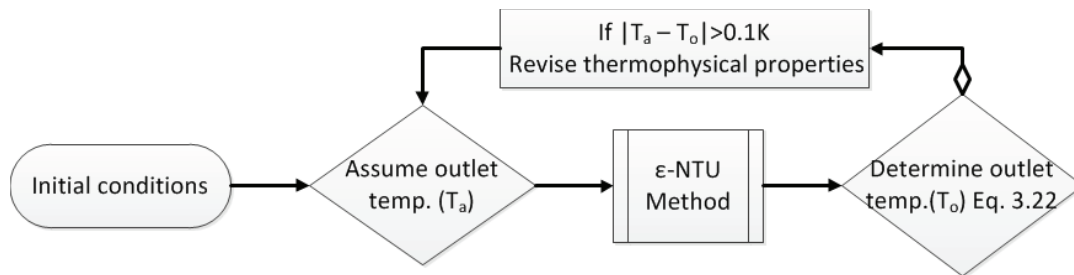 If |Tₐ – Tₒ|>0.1K
Revise thermophysical properties
Initial conditions
Assume outlet
temp. (Tₐ)
ε-NTU
Method
Determine outlet
temp.(Tₒ) Eq. 3.22